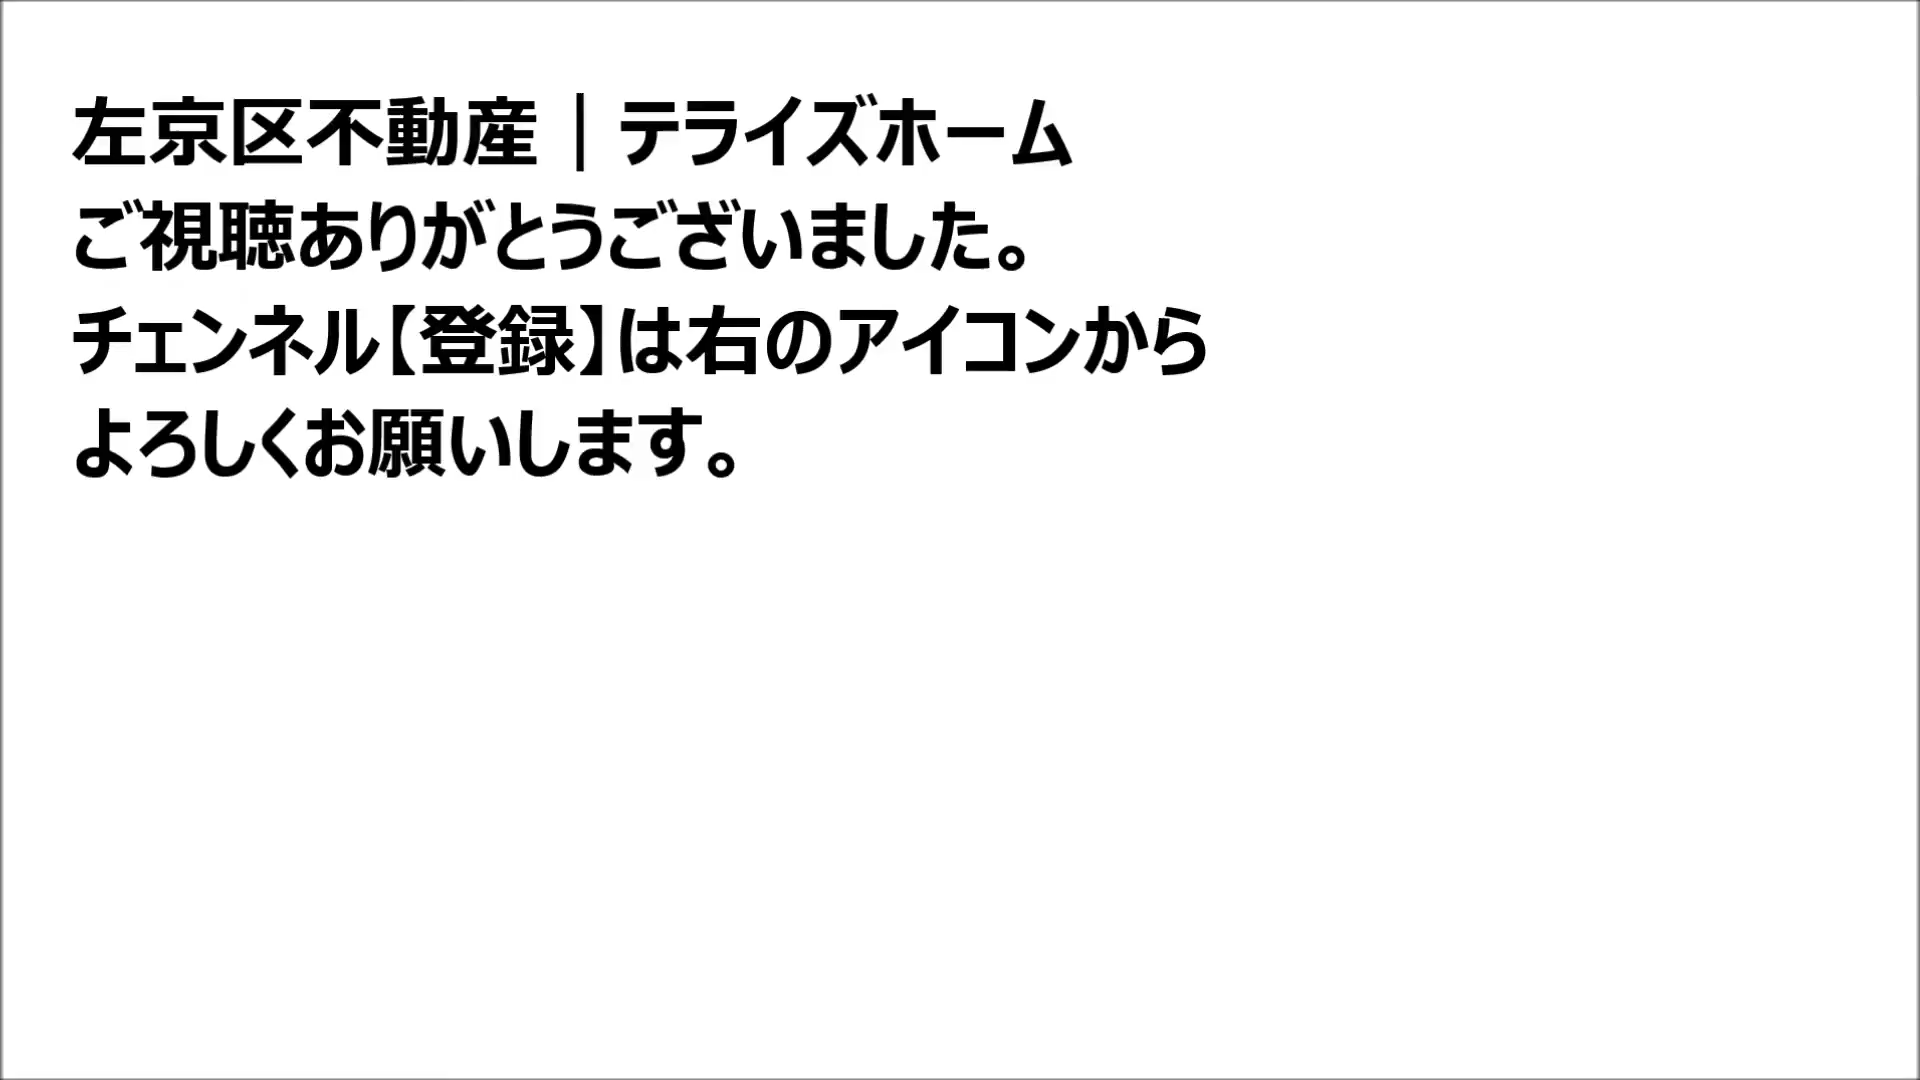 左京区不動産｜テライズホーム
ご視聴ありがとうございました。
チェンネル【登録】は右のアイコンから
よろしくお願いします。